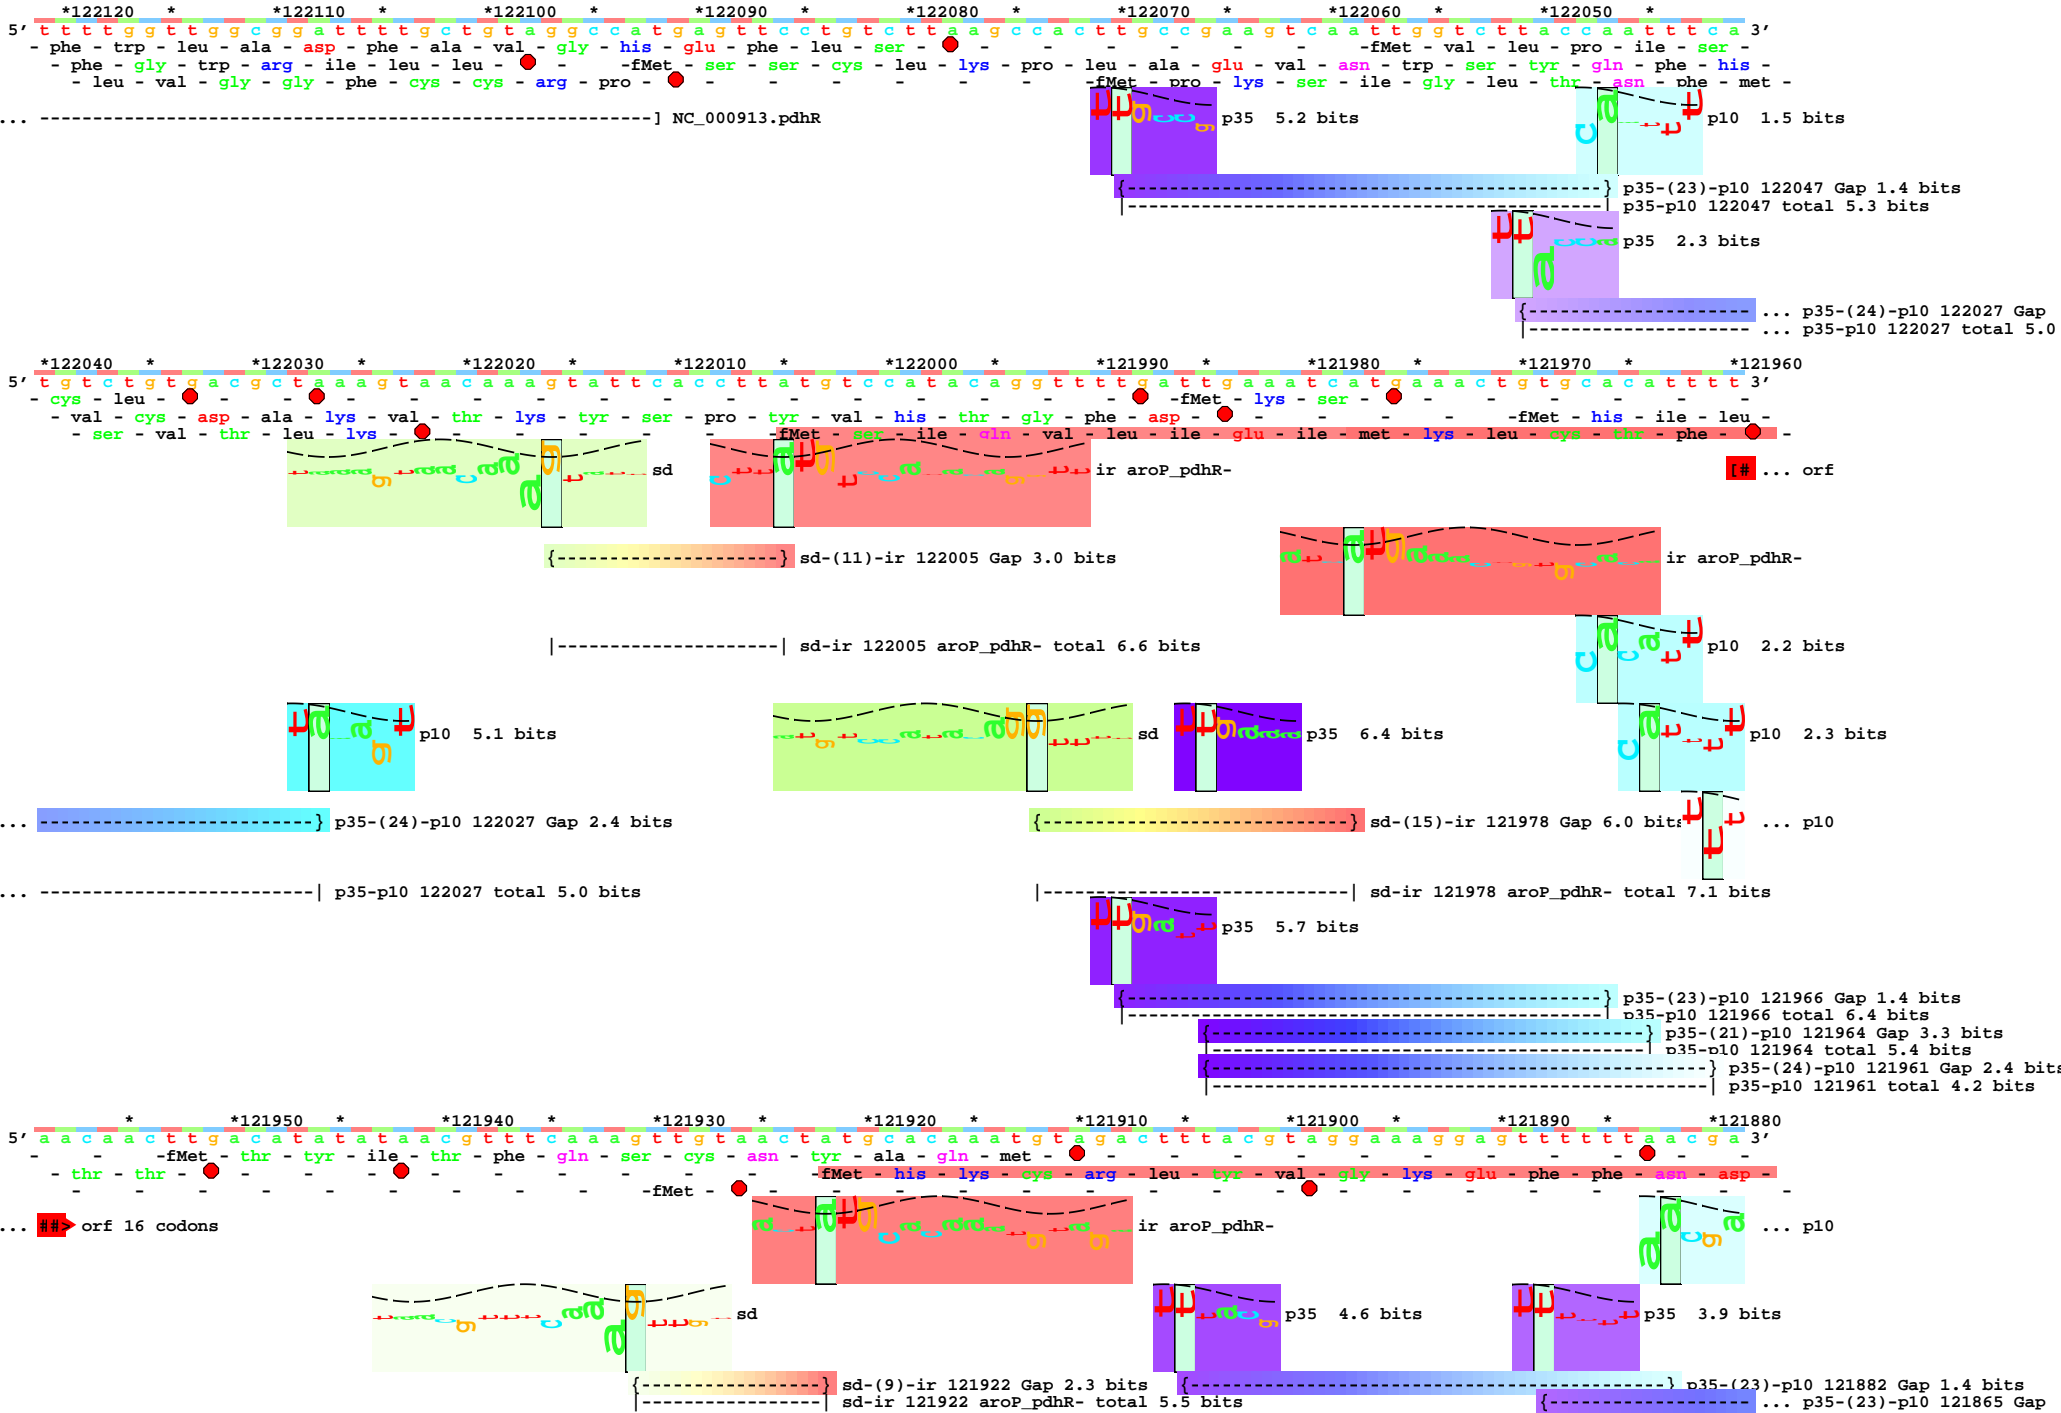 *122120 * *122110 * *122100 * *122090 * *122080 * *122070 * *122060 * *122050 *
5' t t t t g g t t g g c g g a t t t t g c t g t a g g c c a t g a g t t c c t g t c t t a a g c c a c t t g c c g a a g t c a a t t g g t c t t a c c a a t t t c a 3'
- phe - trp - leu - ala - asp - phe - ala - val - gly - his - glu - phe - leu - ser - - - - - - - -fMet - val - leu - pro - ile - ser -
- phe - gly - trp - arg - ile - leu - leu - - -fMet - ser - ser - cys - leu - lys - pro - leu - ala - glu - val - asn - trp - ser - tyr - gln - phe - his -
- leu - val - gly - gly - phe - cys - cys - arg - pro - - - - - - - -fMet - pro - lys - ser - ile - gly - leu - thr - asn - phe - met -
... ----------------------------------------------------------] NC_000913.pdhR
p35 5.2 bits
p10 1.5 bits
p35-(23)-p10 122047 Gap 1.4 bits
p35-p10 122047 total 5.3 bits
p35 2.3 bits
... p35-(24)-p10 122027 Gap
... p35-p10 122027 total 5.0
*122040 * *122030 * *122020 * *122010 * *122000 * *121990 * *121980 * *121970 * *121960
5' t g t c t g t g a c g c t a a a g t a a c a a a g t a t t c a c c t t a t g t c c a t a c a g g t t t t g a t t g a a a t c a t g a a a c t g t g c a c a t t t t 3'
- cys - leu - - - - - - - - - - -fMet - lys - ser - - - -
- val - cys - asp - ala - lys - val - thr - lys - tyr - ser - pro - tyr - val - his - thr - gly - phe - asp - - - - - -fMet - his - ile - leu -
- ser - val - thr - leu - lys - - - - - -fMet - ser - ile - gln - val - leu - ile - glu - ile - met - lys - leu - cys - thr - phe - -
sd
ir aroP_pdhR-
[# ... orf
sd-(11)-ir 122005 Gap 3.0 bits
ir aroP_pdhR-
sd-ir 122005 aroP_pdhR- total 6.6 bits
p10 2.2 bits
p10 5.1 bits
sd
p35 6.4 bits
p10 2.3 bits
... p35-(24)-p10 122027 Gap 2.4 bits
sd-(15)-ir 121978 Gap 6.0 bits
... p10
... p35-p10 122027 total 5.0 bits
sd-ir 121978 aroP_pdhR- total 7.1 bits
p35 5.7 bits
p35-(23)-p10 121966 Gap 1.4 bits
p35-p10 121966 total 6.4 bits
p35-(21)-p10 121964 Gap 3.3 bits
p35-p10 121964 total 5.4 bits
p35-(24)-p10 121961 Gap 2.4 bits
p35-p10 121961 total 4.2 bits
* *121950 * *121940 * *121930 * *121920 * *121910 * *121900 * *121890 * *121880
5' a a c a a c t t g a c a t a t a t a a c g t t t c a a a g t t g t a a c t a t g c a c a a a t g t a g a c t t t a c g t a g g a a a g g a g t t t t t t a a c g a 3'
- - -fMet - thr - tyr - ile - thr - phe - gln - ser - cys - asn - tyr - ala - gln - met - - - - - - - - - -
- thr - thr - - - - - - - -fMet - his - lys - cys - arg - leu - tyr - val - gly - lys - glu - phe - phe - asn - asp -
- - - - - - - -fMet - - - - - - - - - - - - -
... ##> orf 16 codons
ir aroP_pdhR-
... p10
sd
p35 4.6 bits
p35 3.9 bits
sd-(9)-ir 121922 Gap 2.3 bits
p35-(23)-p10 121882 Gap 1.4 bits
sd-ir 121922 aroP_pdhR- total 5.5 bits
... p35-(23)-p10 121865 Gap